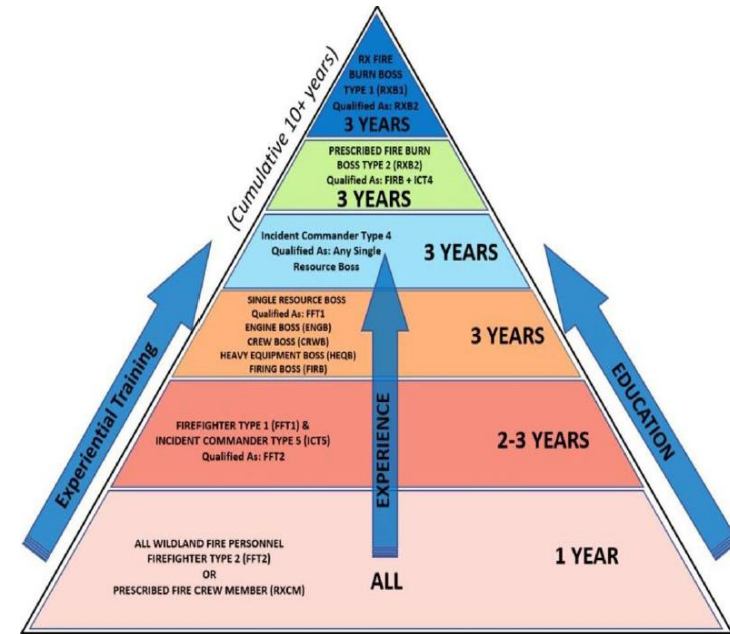 RX FIRE
BURN BOSS
TYPE 1 (RXB1)
Qualified As: RXB2
3 YEARS
(Cumulative 10+ years)
PRESCRIBED FIRE BURN
BOSS TYPE 2 (RXB2)
Qualified As: FIRB + ICT4
3 YEARS
Incident Commander Type 4
Qualified As: Any Single
Resource Boss
3 YEARS
SINGLE RESOURCE BOSS
Qualified As: FFT1
ENGINE BOSS (ENGB)
CREW BOSS (CRWB)
HEAVY EQUIPMENT BOSS (HEQB)
FIRING BOSS (FIRB)
3 YEARS
Experiential Training
EXPERIENCE
EDUCATION
FIREFIGHTER TYPE 1 (FFT1) &
INCIDENT COMMANDER TYPE 5 (ICT5)
Qualified As: FFT2
2-3 YEARS
ALL WILDLAND FIRE PERSONNEL
FIREFIGHTER TYPE 2 (FFT2)
OR
PRESCRIBED FIRE CREW MEMBER (RXCM)
ALL
1 YEAR